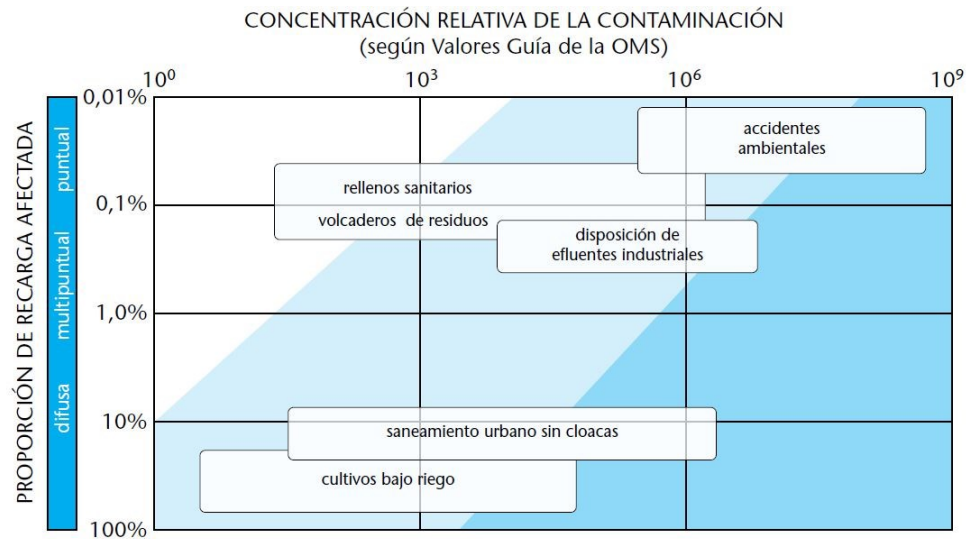 CONCENTRACIÓN RELATIVA DE LA CONTAMINACIÓN
(según Valores Guía de la OMS)
10⁰ 10³ 10⁶ 10⁹
PROPORCIÓN DE RECARGA AFECTADA
puntual
multipuntual
difusa
0,01%
0,1%
1,0%
10%
100%
accidentes
ambientales
rellenos sanitarios
volcaderos de residuos
disposición de
efluentes industriales
saneamiento urbano sin cloacas
cultivos bajo riego